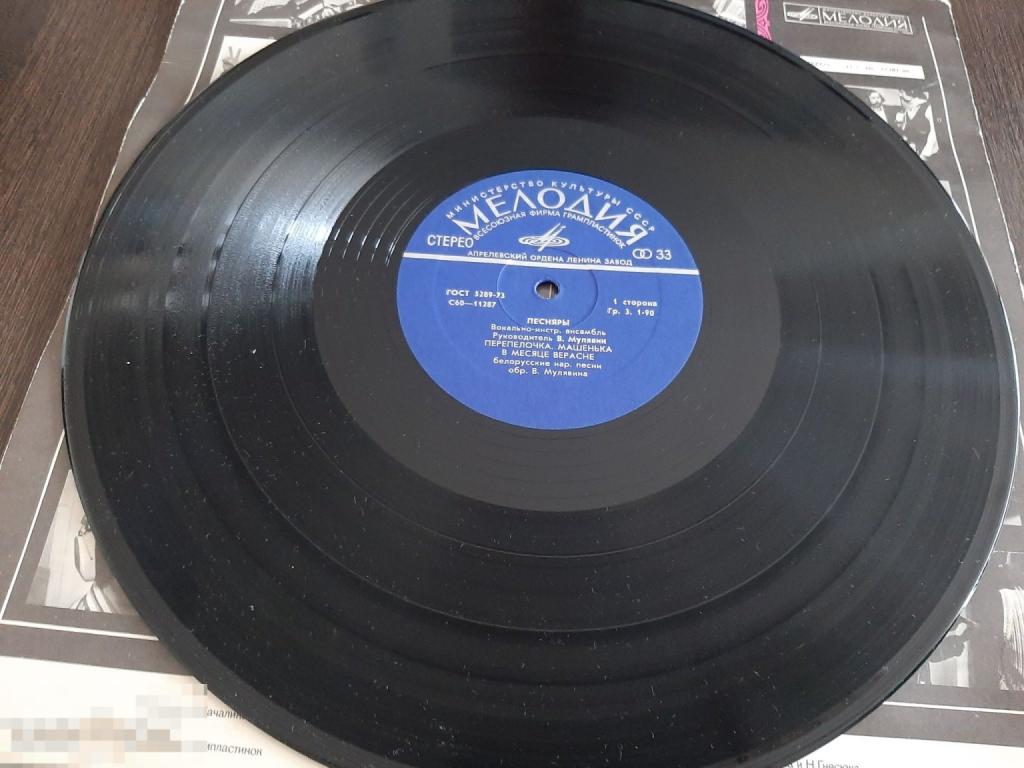 МЕЛОДИЯ
МИНИСТЕРСТВО КУЛЬТУРЫ СССР
МЕЛОДИЯ
ВСЕСОЮЗНАЯ ФИРМА ГРАМПЛАСТИНОК
СТЕРЕО
33
АПРЕЛЕВСКИЙ ОРДЕНА ЛЕНИНА ЗАВОД
ГОСТ 5289-73
С60—11287
1 сторона
Гр. 3. 1-90
ПЕСНЯРЫ
Вокально-инстр. ансамбль
Руководитель В. Мулявин
ПЕРЕПЕЛОЧКА. МАШЕНЬКА
В МЕСЯЦЕ ВЕРАСНЕ
белорусские нар. песни
обр. В. Мулявина
и Н.Гнесюка